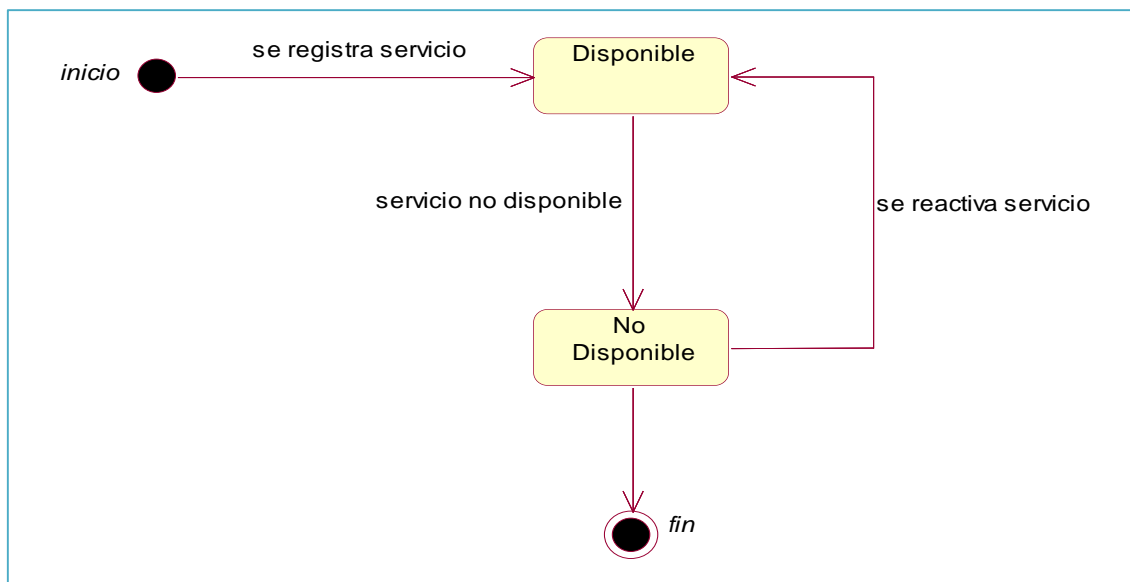 se registra servicio
Disponible
inicio
servicio no disponible
se reactiva servicio
No
Disponible
fin